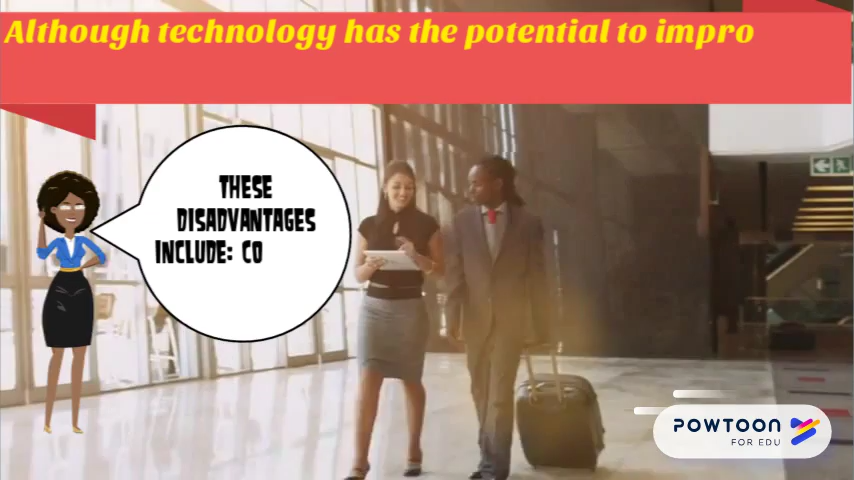 Although technology has the potential to impro
THESE
DISADVANTAGES
INCLUDE: CO
POWTOON
FOR EDU